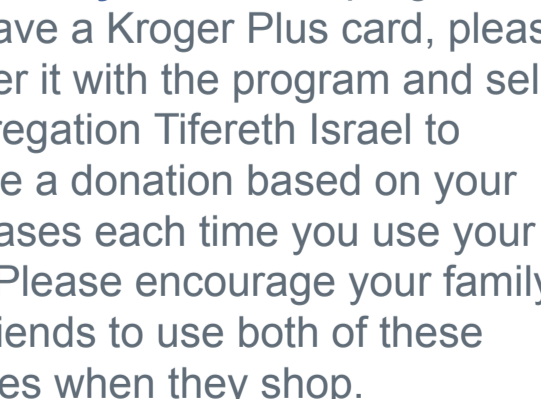 ave a Kroger Plus card, pleas
er it with the program and sel
regation Tifereth Israel to
e a donation based on your
ases each time you use your
Please encourage your family
iends to use both of these
es when they shop.